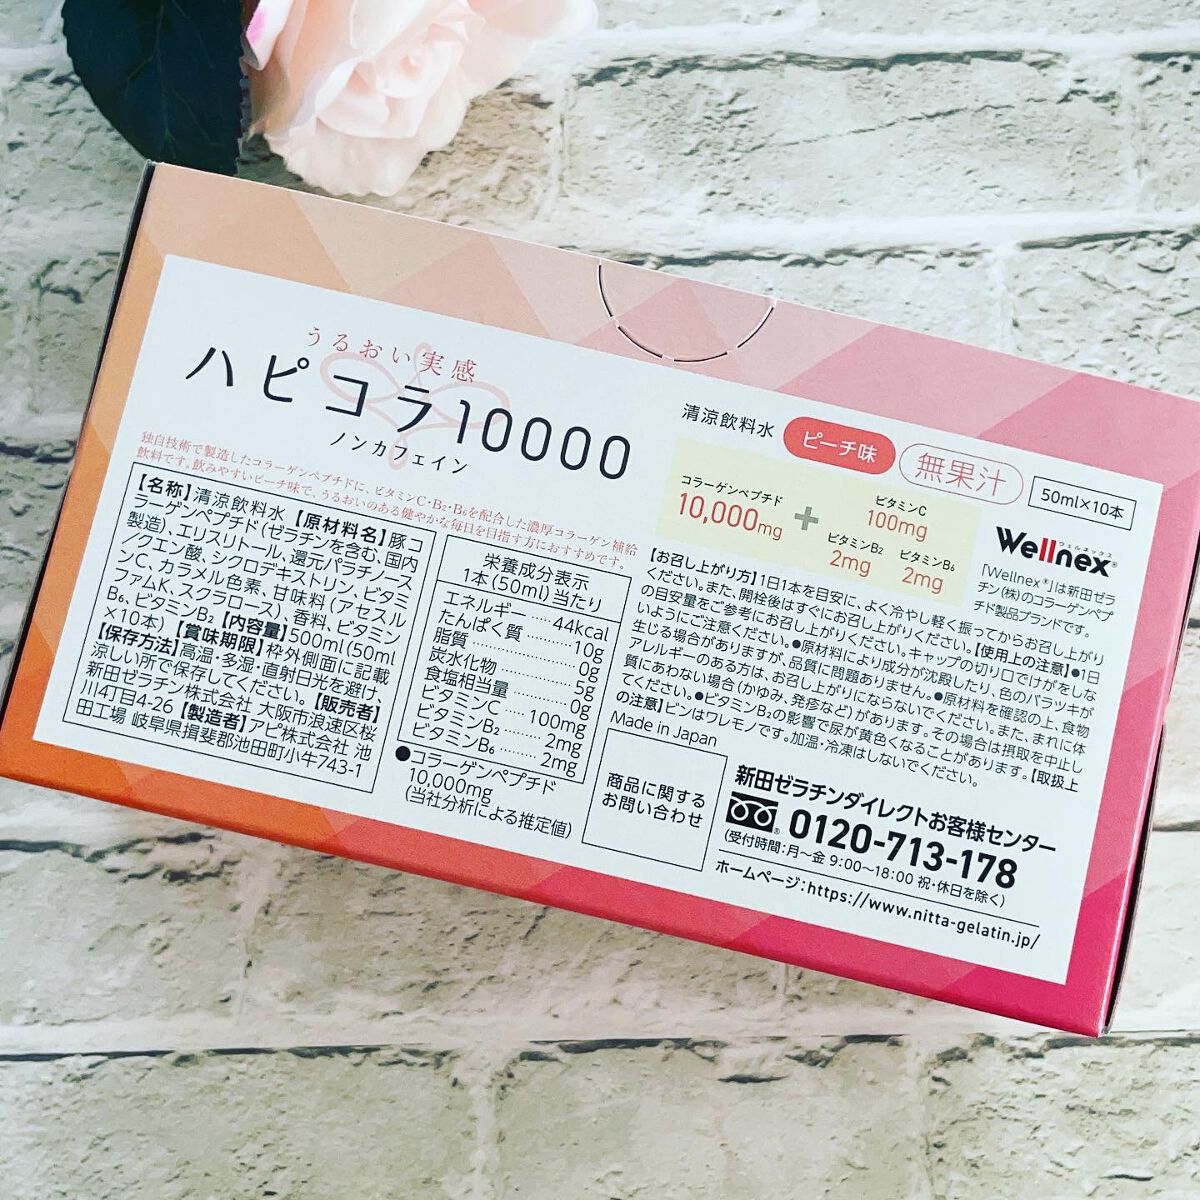 うるおい実感
ハピコラ10000
ノンカフェイン
独自技術で製造したコラーゲンペプチドに、ビタミンC・B₂・B₆を配合した濃厚コラーゲン補給
飲料です。飲みやすいピーチ味で、うるおいのある健やかな毎日を目指す方におすすめです。
清涼飲料水 ピーチ味 無果汁 50ml×10本
コラーゲンペプチド
10,000mg
+
ビタミンC
100mg
ビタミンB₂ ビタミンB₆
2mg 2mg
ウェルネックス
Wellnex®
「Wellnex®」は新田ゼラ
チン(株)のコラーゲンペプ
チド製品ブランドです。
【名称】清涼飲料水【原材料名】豚コ
ラーゲンペプチド(ゼラチンを含む、国内
製造)、エリスリトール、還元パラチノース
/クエン酸、シクロデキストリン、ビタミ
ンC、カラメル色素、甘味料(アセスル
ファムK、スクラロース)、香料、ビタミン
B₆、ビタミンB₂【内容量】500ml(50ml
×10本)【賞味期限】枠外側面に記載
【保存方法】高温・多湿・直射日光を避け、
涼しい所で保存してください。【販売者】
新田ゼラチン株式会社 大阪市浪速区桜
川4丁目4-26【製造者】アピ株式会社 池
田工場 岐阜県揖斐郡池田町小牛743-1
栄養成分表示
1本(50ml)当たり
エネルギー 44kcal
たんぱく質 10g
脂質 0g
炭水化物 5g
食塩相当量 0g
ビタミンC 100mg
ビタミンB₂ 2mg
ビタミンB₆ 2mg
●コラーゲンペプチド
10,000mg
(当社分析による推定値)
【お召し上がり方】1日1本を目安に、よく冷やし軽く振ってからお召し上がり
ください。また、開栓後はすぐにお召し上がりください。【使用上の注意】●1日
の目安量をご参考にお召し上がりください。キャップの切り口でけがをしな
いようにご注意ください。●原材料により成分が沈殿したり、色のバラツキが
生じる場合がありますが、品質に問題ありません。●原材料を確認の上、食物
アレルギーのある方は、お召し上がりにならないでください。また、まれに体
質にあわない場合(かゆみ、発疹など)があります。その場合は摂取を中止し
てください。●ビタミンB₂の影響で尿が黄色くなることがあります。【取扱上
の注意】ビンはワレモノです。加温・冷凍はしないでください。
Made in Japan
商品に関する
お問い合わせ
新田ゼラチンダイレクトお客様センター
0120-713-178
(受付時間:月〜金 9:00〜18:00 祝・休日を除く)
ホームページ:https://www.nitta-gelatin.jp/